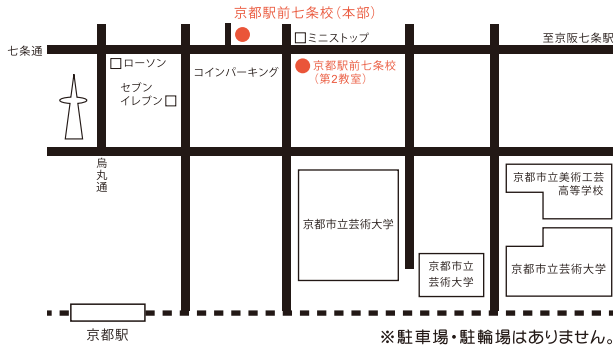 京都駅前七条校(本部)
ミニストップ
至京阪七条駅
七条通
ローソン
コインパーキング
京都駅前七条校
(第2教室)
セブン
イレブン
烏丸通
京都市立美術工芸
高等学校
京都市立芸術大学
京都市立
芸術大学
京都市立芸術大学
京都駅
※駐車場・駐輪場はありません。